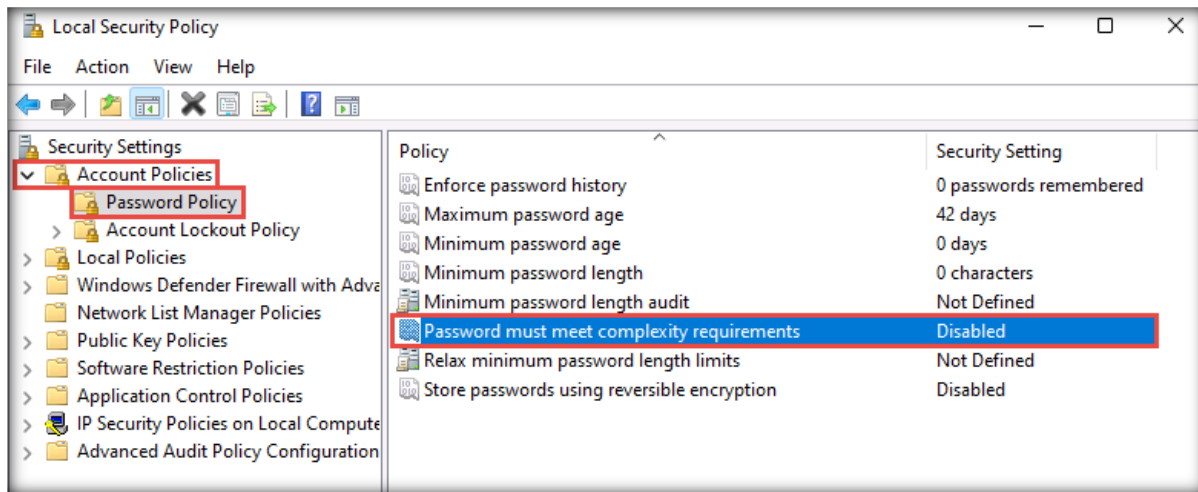 Local Security Policy
File Action View Help
Security Settings
Account Policies
Password Policy
Account Lockout Policy
Local Policies
Windows Defender Firewall with Adva
Network List Manager Policies
Public Key Policies
Software Restriction Policies
Application Control Policies
IP Security Policies on Local Compute
Advanced Audit Policy Configuration
Policy Security Setting
Enforce password history 0 passwords remembered
Maximum password age 42 days
Minimum password age 0 days
Minimum password length 0 characters
Minimum password length audit Not Defined
Password must meet complexity requirements Disabled
Relax minimum password length limits Not Defined
Store passwords using reversible encryption Disabled